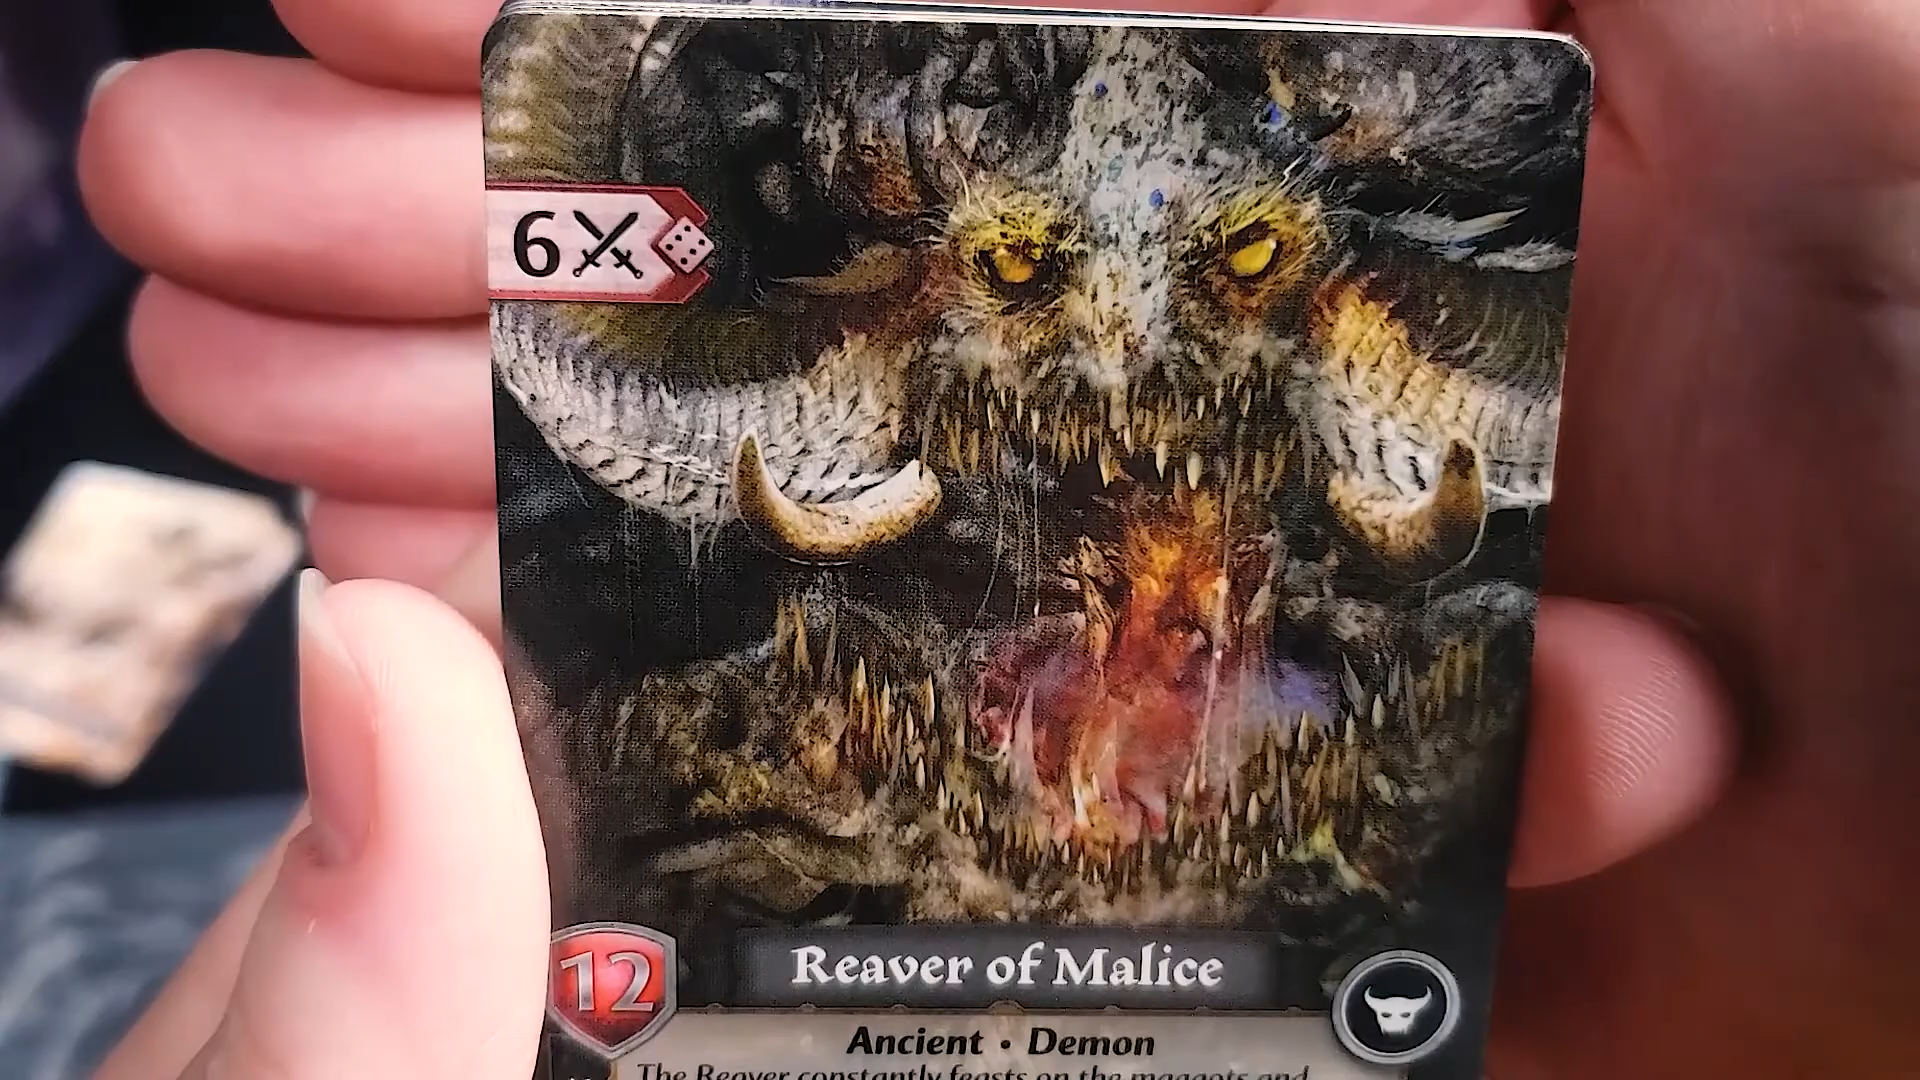 6
Reaver of Malice
12
Ancient • Demon
The Reaver constantly feasts on the maggots and